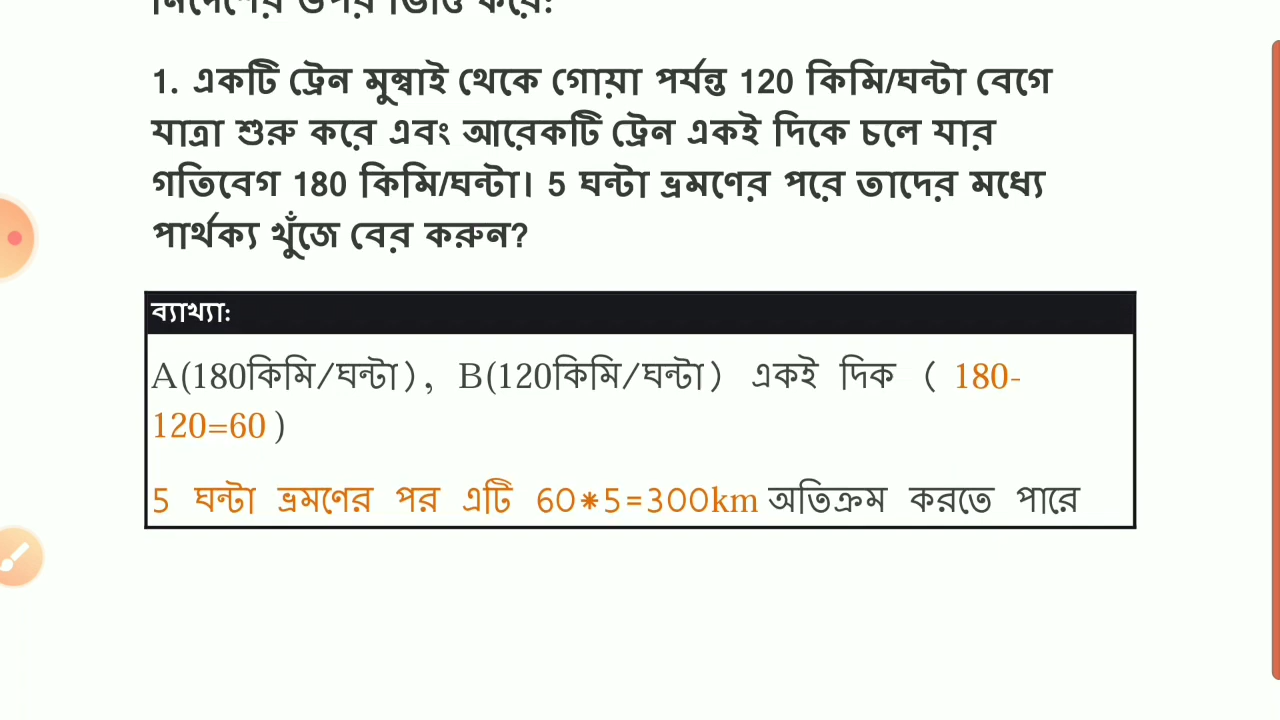 নির্দেশের উপর ভিত্তি করে:
1. একটি ট্রেন মুম্বাই থেকে গোয়া পর্যন্ত 120 কিমি/ঘন্টা বেগে
যাত্রা শুরু করে এবং আরেকটি ট্রেন একই দিকে চলে যার
গতিবেগ 180 কিমি/ঘন্টা। 5 ঘন্টা ভ্রমণের পরে তাদের মধ্যে
পার্থক্য খুঁজে বের করুন?
ব্যাখ্যা:
A(180কিমি/ঘন্টা), B(120কিমি/ঘন্টা) একই দিক ( 180-
120=60 )
5 ঘন্টা ভ্রমণের পর এটি 60*5=300km অতিক্রম করতে পারে